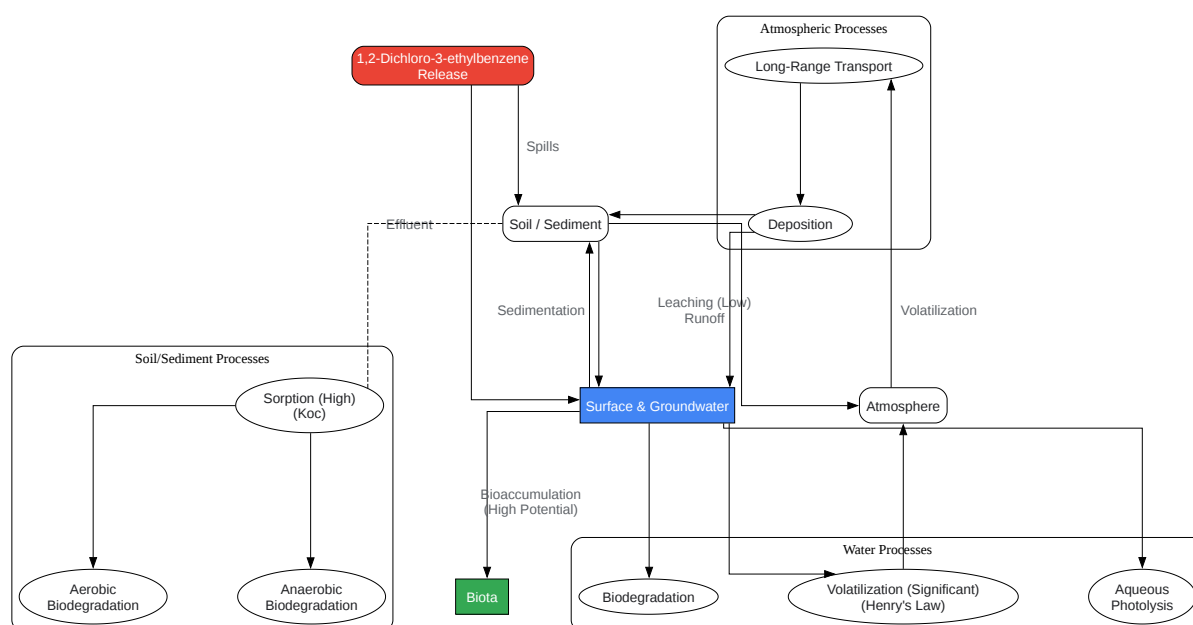 Atmospheric Processes
1,2-Dichloro-3-ethylbenzene
Release
Long-Range Transport
Spills
Effluent
Soil / Sediment
Deposition
Sedimentation
Leaching (Low)
Runoff
Volatilization
Soil/Sediment Processes
Sorption (High)
(Koc)
Surface & Groundwater
Atmosphere
Bioaccumulation
(High Potential)
Water Processes
Aerobic
Biodegradation
Anaerobic
Biodegradation
Biota
Biodegradation
Volatilization (Significant)
(Henry's Law)
Aqueous
Photolysis